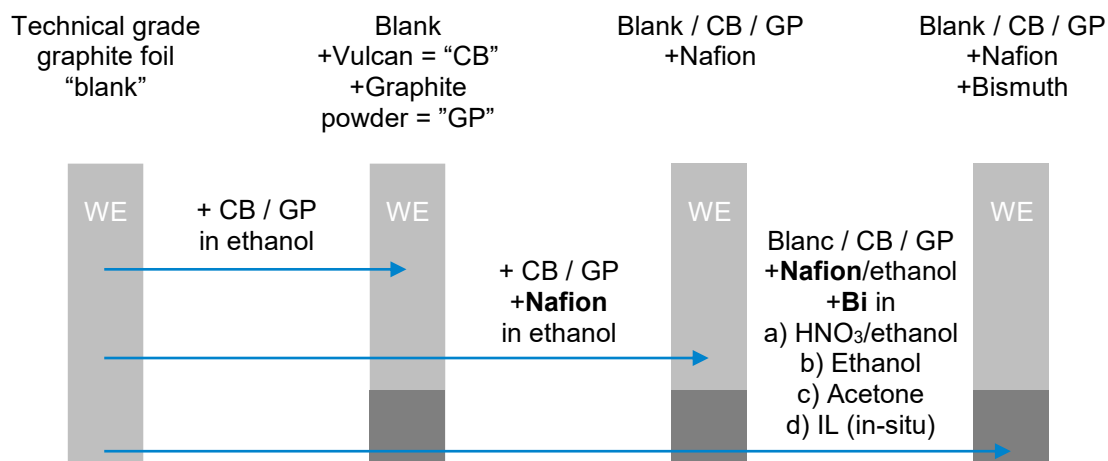 Technical grade
graphite foil
“blank”
Blank
+Vulcan = “CB”
+Graphite
powder = ”GP”
Blank / CB / GP
+Nafion
Blank / CB / GP
+Nafion
+Bismuth
WE
+ CB / GP
in ethanol
WE
+ CB / GP
+Nafion
in ethanol
WE
Blanc / CB / GP
+Nafion/ethanol
+Bi in
a) HNO₃/ethanol
b) Ethanol
c) Acetone
d) IL (in-situ)
WE